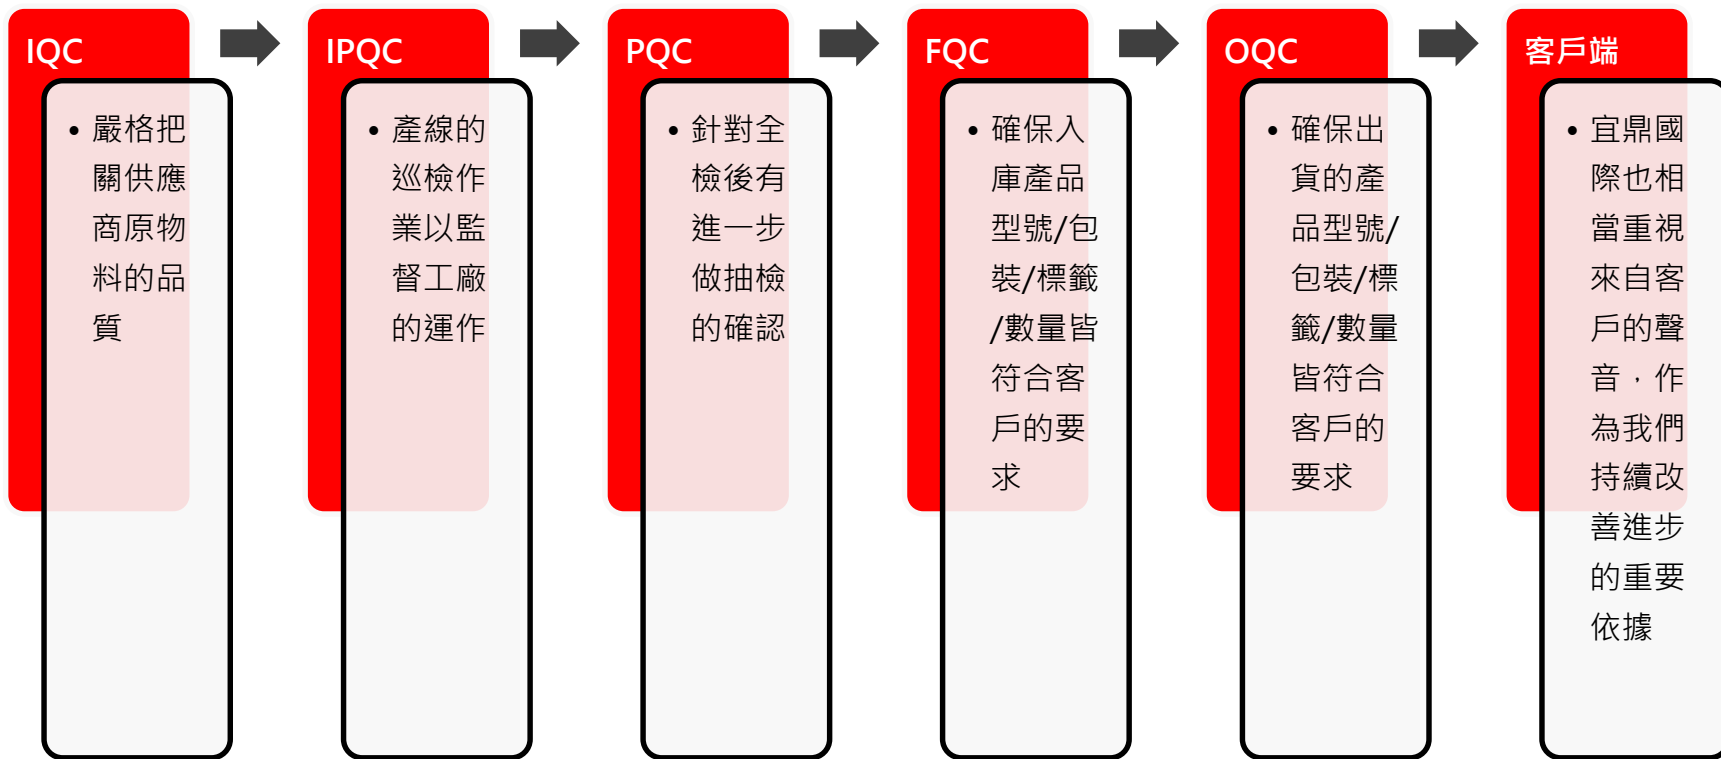 IQC
• 嚴格把
關供應
商原物
料的品
質
IPQC
• 產線的
巡檢作
業以監
督工廠
的運作
PQC
• 針對全
檢後有
進一步
做抽檢
的確認
FQC
• 確保入
庫產品
型號/包
裝/標籤
/數量皆
符合客
戶的要
求
OQC
• 確保出
貨的產
品型號/
包裝/標
籤/數量
皆符合
客戶的
要求
客戶端
• 宜鼎國
際也相
當重視
來自客
戶的聲
音，作
為我們
持續改
善進步
的重要
依據